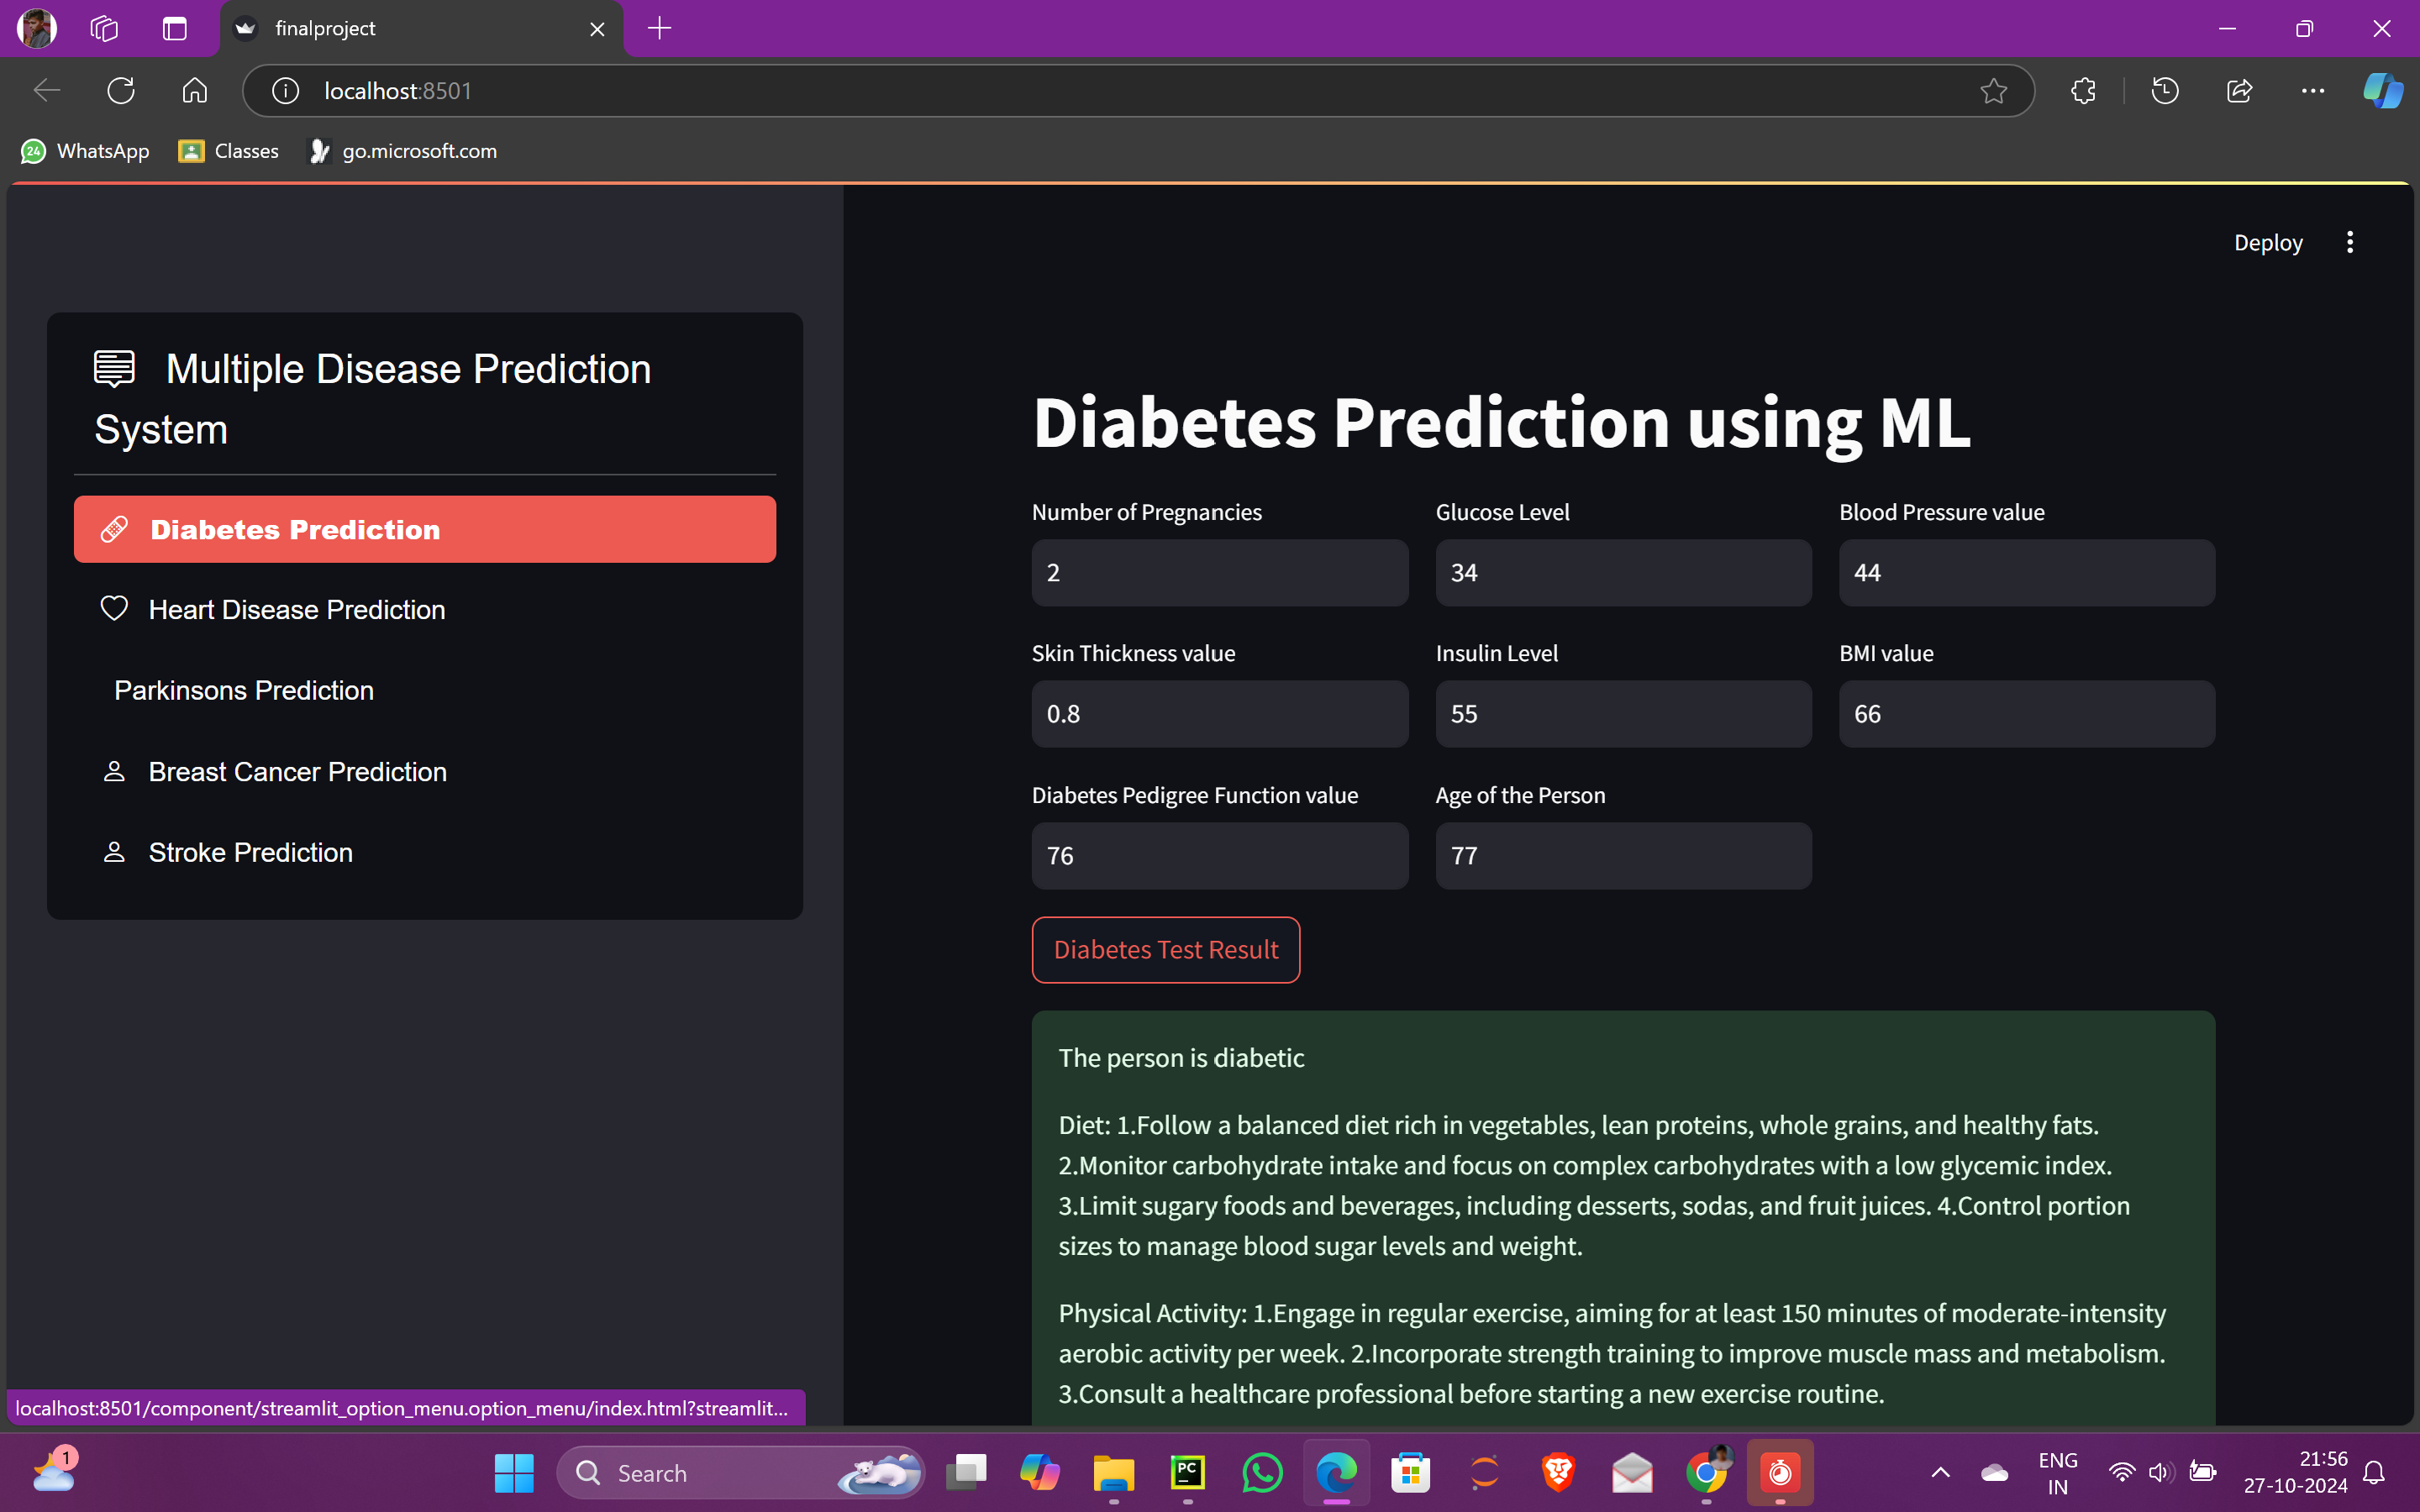 finalproject
localhost:8501
24
WhatsApp
Classes
go.microsoft.com
Deploy
Multiple Disease Prediction
System
Diabetes Prediction
Heart Disease Prediction
Parkinsons Prediction
Breast Cancer Prediction
Stroke Prediction
Diabetes Prediction using ML
Number of Pregnancies
Glucose Level
Blood Pressure value
2
34
44
Skin Thickness value
Insulin Level
BMI value
0.8
55
66
Diabetes Pedigree Function value
Age of the Person
76
77
Diabetes Test Result
The person is diabetic
Diet: 1.Follow a balanced diet rich in vegetables, lean proteins, whole grains, and healthy fats.
2.Monitor carbohydrate intake and focus on complex carbohydrates with a low glycemic index.
3.Limit sugary foods and beverages, including desserts, sodas, and fruit juices. 4.Control portion
sizes to manage blood sugar levels and weight.
Physical Activity: 1.Engage in regular exercise, aiming for at least 150 minutes of moderate-intensity
aerobic activity per week. 2.Incorporate strength training to improve muscle mass and metabolism.
3.Consult a healthcare professional before starting a new exercise routine.
localhost:8501/component/streamlit_option_menu.option_menu/index.html?streamlit...
1
Search
PC
ENG
IN
21:56
27-10-2024